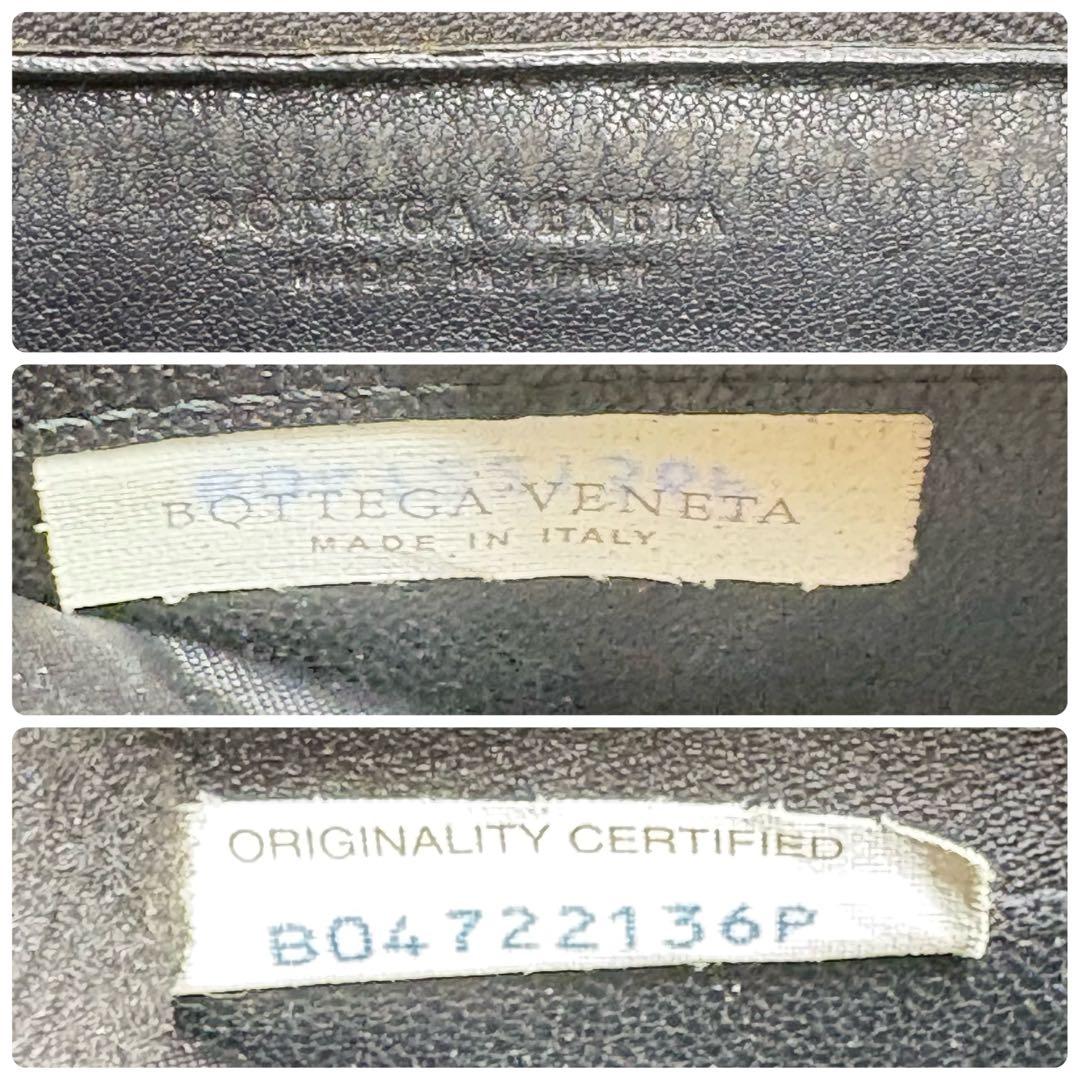 BOTTEGA VENETA
MADE IN ITALY
BOTTEGA VENETA
MADE IN ITALY
ORIGINALITY CERTIFIED
B04722136P